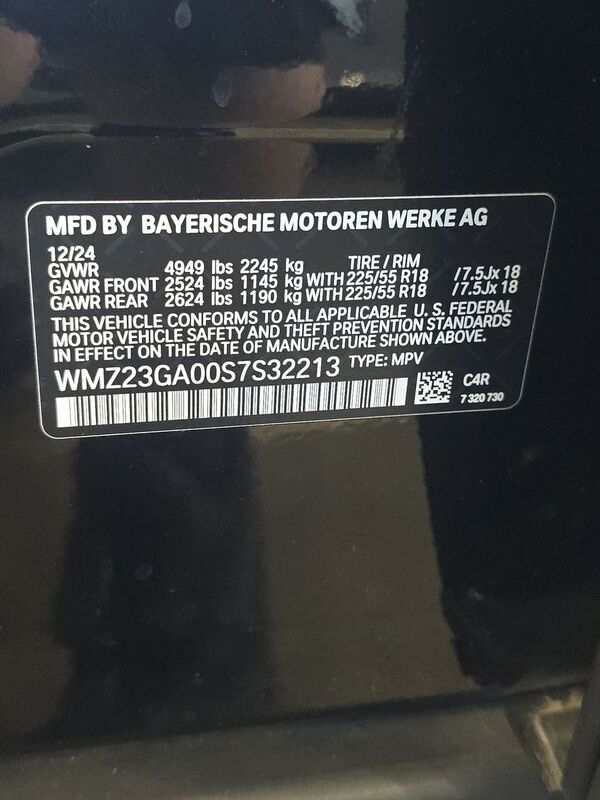 MFD BY BAYERISCHE MOTOREN WERKE AG
12/24
GVWR 4949 lbs 2245 kg TIRE / RIM
GAWR FRONT 2524 lbs 1145 kg WITH 225/55 R18 /7.5Jx 18
GAWR REAR 2624 lbs 1190 kg WITH 225/55 R18 /7.5Jx 18
THIS VEHICLE CONFORMS TO ALL APPLICABLE U. S. FEDERAL
MOTOR VEHICLE SAFETY AND THEFT PREVENTION STANDARDS
IN EFFECT ON THE DATE OF MANUFACTURE SHOWN ABOVE.
WMZ23GA00S7S32213 TYPE: MPV
C4R
7 320 730